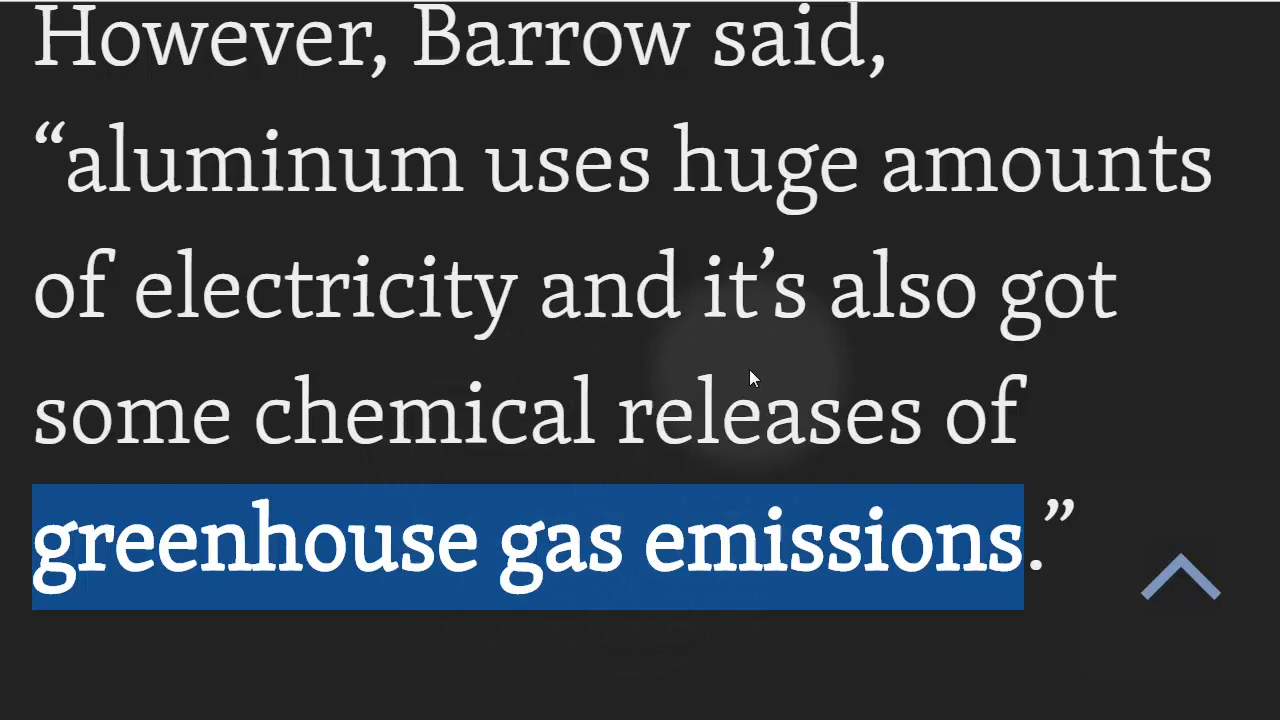 However, Barrow said,
“aluminum uses huge amounts
of electricity and it’s also got
some chemical releases of
greenhouse gas emissions.”